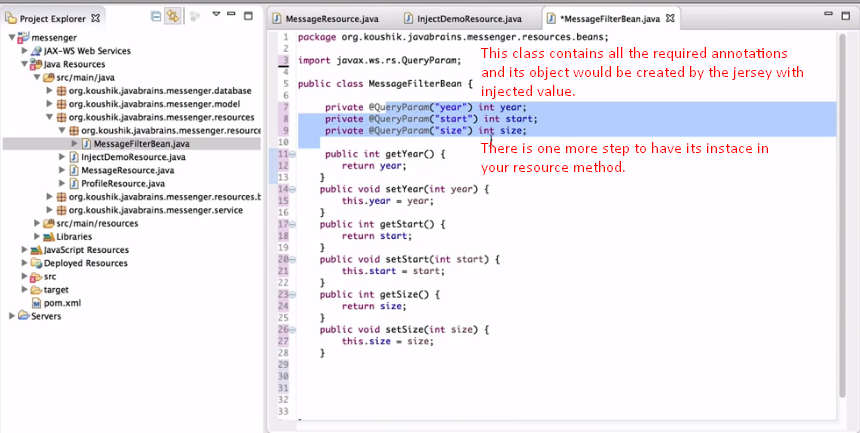 Project Explorer
messenger
JAX-WS Web Services
Java Resources
src/main/java
org.koushik.javabrains.messenger.database
org.koushik.javabrains.messenger.model
org.koushik.javabrains.messenger.resources
org.koushik.javabrains.messenger.resource
MessageFilterBean.java
InjectDemoResource.java
MessageResource.java
ProfileResource.java
org.koushik.javabrains.messenger.resources.b
org.koushik.javabrains.messenger.service
src/main/resources
Libraries
JavaScript Resources
Deployed Resources
src
target
pom.xml
Servers
MessageResource.java InjectDemoResource.java *MessageFilterBean.java
1 package org.koushik.javabrains.messenger.resources.beans;
2
3 import javax.ws.rs.QueryParam;
4
5 public class MessageFilterBean {
6
7 private @QueryParam("year") int year;
8 private @QueryParam("start") int start;
9 private @QueryParam("size") int size;
10
11 public int getYear() {
12 return year;
13 }
14 public void setYear(int year) {
15 this.year = year;
16 }
17 public int getStart() {
18 return start;
19 }
20 public void setStart(int start) {
21 this.start = start;
22 }
23 public int getSize() {
24 return size;
25 }
26 public void setSize(int size) {
27 this.size = size;
28 }
29
30
31
32
33
This class contains all the required annotations
and its object would be created by the jersey with
injected value.
There is one more step to have its instace in
your resource method.